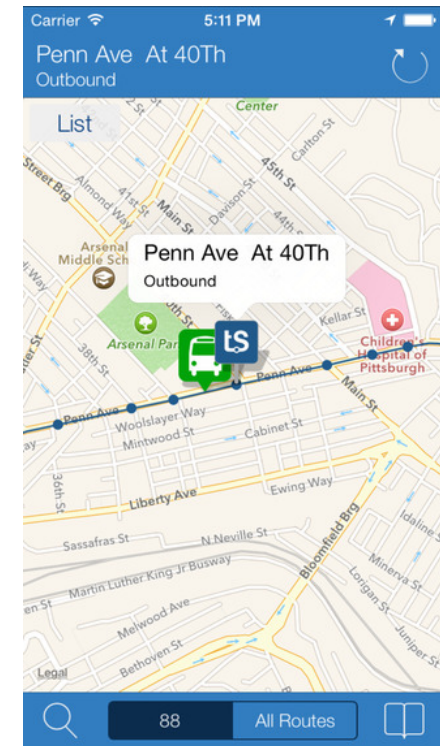 Carrier 5:11 PM
Penn Ave At 40Th
Outbound
List
Center
Carlton St
45th St
42nd St
Street Brg
Almond Way
41st St
Main St
Davison St
44th St
Arsenal
Middle Sch
Penn Ave At 40Th
Outbound
Kellar St
Children's
Hospital of
Pittsburgh
38th St
Arsenal Par
tS
Penn Ave
Main St
Penn Ave
Woolslayer Way
Mintwood St
Cabinet St
36th St
Liberty Ave
Ewing Way
Sassafras St
N Neville St
Bloomfield Brg
Idaline
Martin Luther King Jr Busway
Minerva St
Lorigan St
Melwood Ave
Juniper St
Bethoven St
Legal
88
All Routes